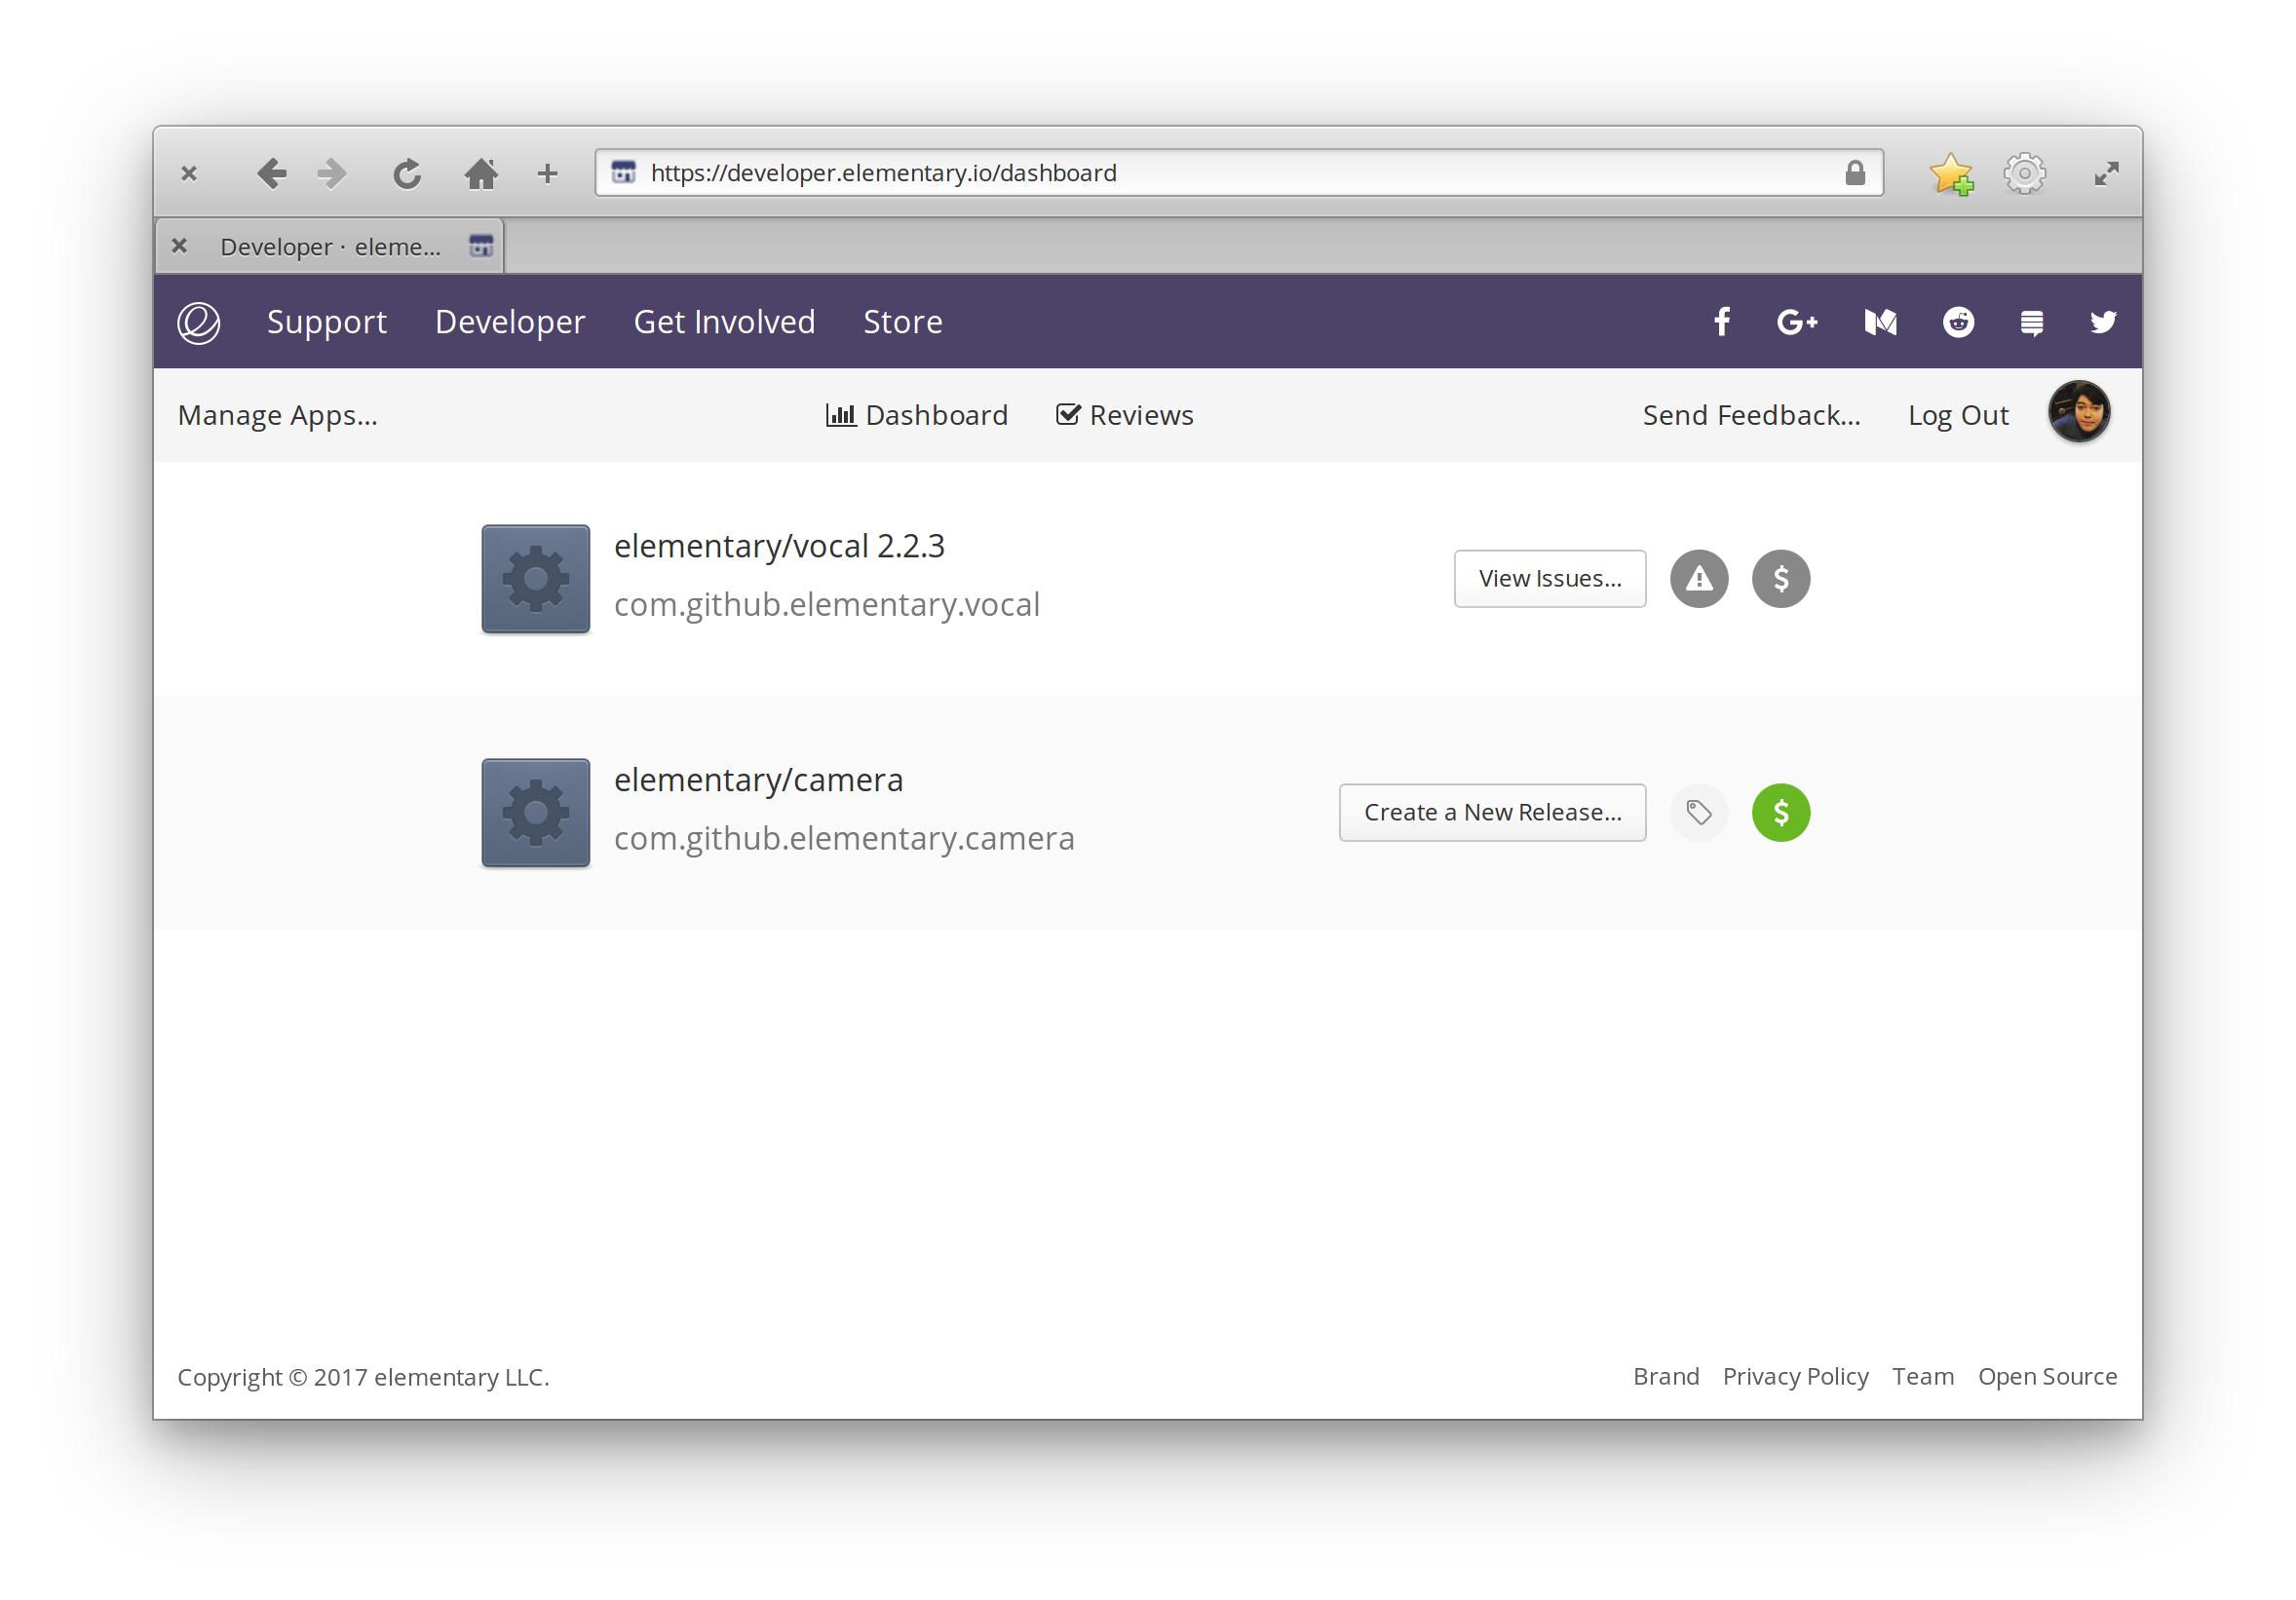 https://developer.elementary.io/dashboard
Developer · eleme...
Support Developer Get Involved Store
Manage Apps... Dashboard Reviews Send Feedback... Log Out
elementary/vocal 2.2.3
com.github.elementary.vocal
View Issues...
elementary/camera
com.github.elementary.camera
Create a New Release...
Copyright © 2017 elementary LLC.
Brand Privacy Policy Team Open Source